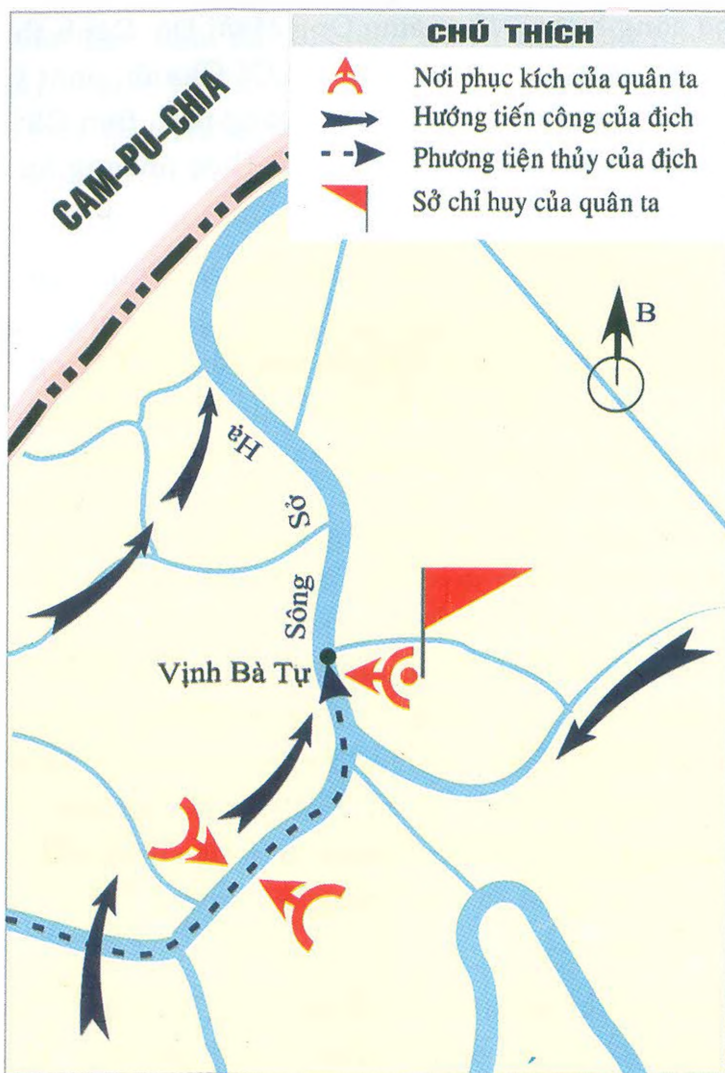 CHÚ THÍCH
Nơi phục kích của quân ta
Hướng tiến công của địch
Phương tiện thủy của địch
Sở chỉ huy của quân ta
CAM-PU-CHIA
B
Sông Sở Hạ
Vịnh Bà Tự